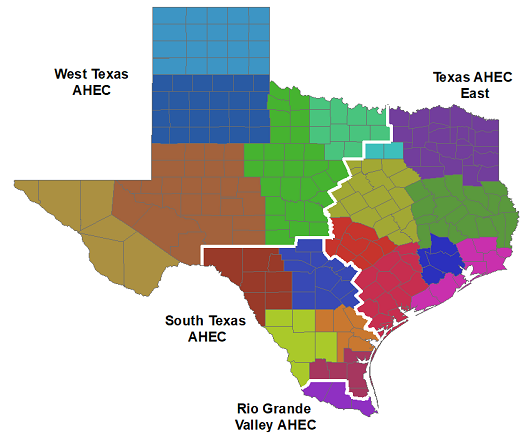 West Texas
AHEC
Texas AHEC
East
South Texas
AHEC
Rio Grande
Valley AHEC